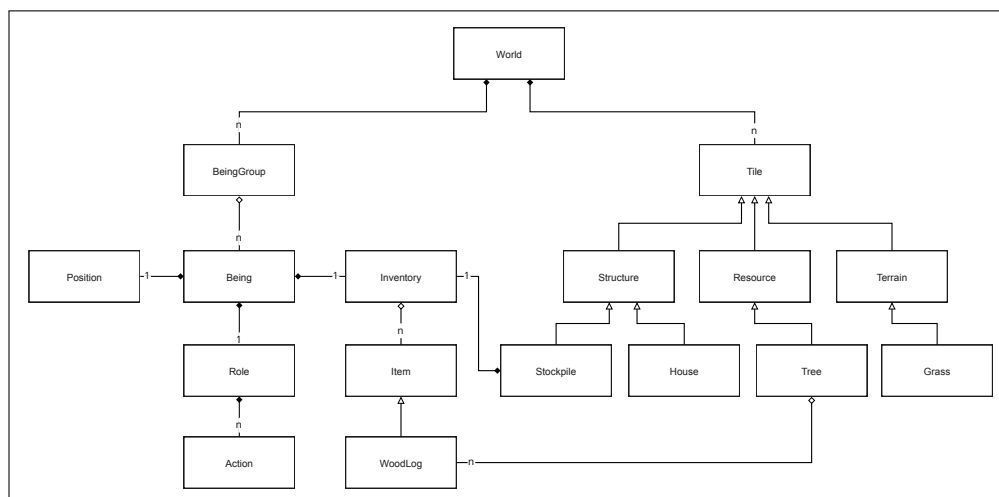 World
n
n
BeingGroup
Tile
n
Position
1
Being
1
Inventory
1
Structure
Resource
Terrain
1
n
Role
Item
Stockpile
House
Tree
Grass
n
Action
WoodLog
n